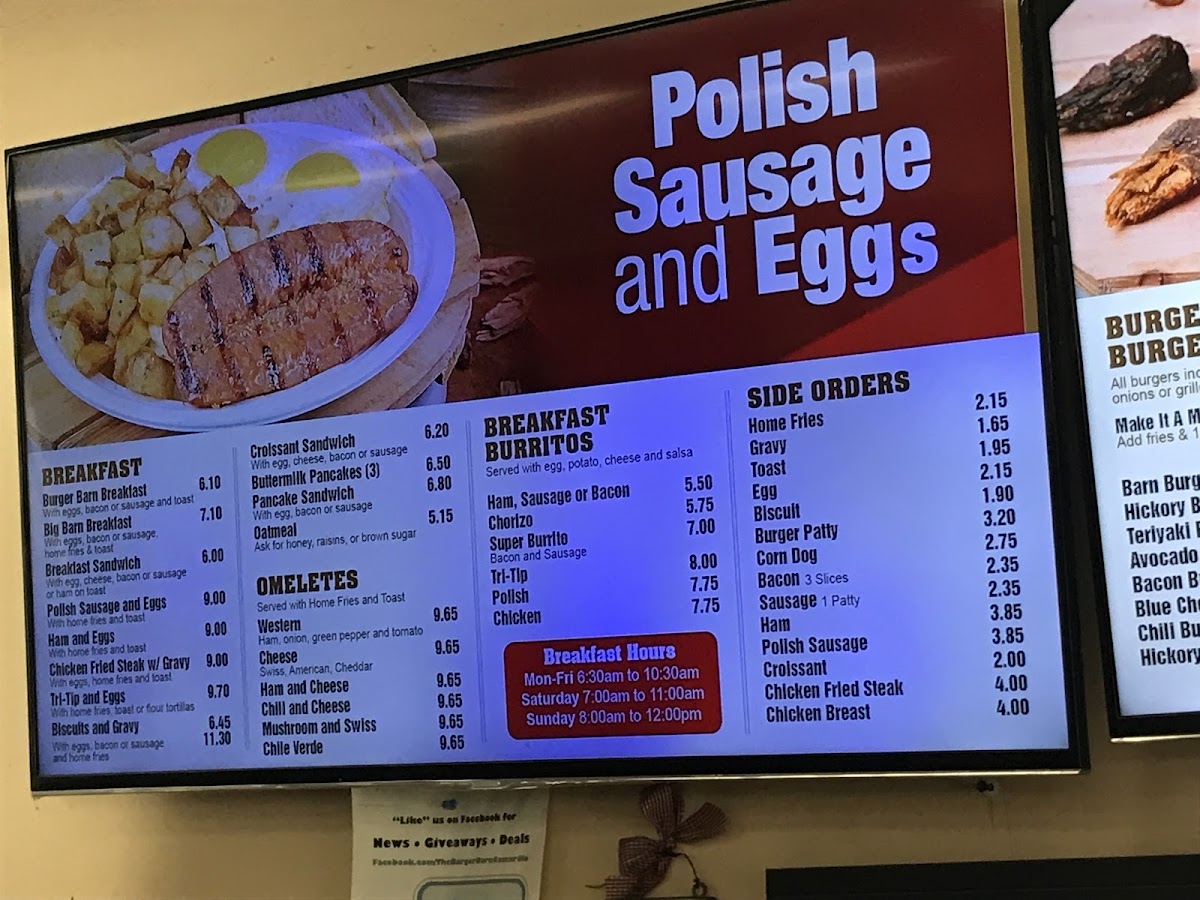 Polish
Sausage
and Eggs
BREAKFAST
Burger Barn Breakfast 6.10
With eggs, bacon or sausage and toast
Big Barn Breakfast 7.10
With eggs, bacon or sausage,
home fries & toast
Breakfast Sandwich 6.00
With egg, cheese, bacon or sausage
or ham on toast
Polish Sausage and Eggs 9.00
With home fries and toast
Ham and Eggs 9.00
With home fries and toast
Chicken Fried Steak w/ Gravy 9.00
With eggs, home fries and toast
Tri-Tip and Eggs 9.70
With home fries, toast or flour tortillas
Biscuits and Gravy 6.45
With eggs, bacon or sausage 11.30
and home fries
Croissant Sandwich 6.20
With egg, cheese, bacon or sausage
Buttermilk Pancakes (3) 6.50
Pancake Sandwich 6.80
With egg, bacon or sausage
Oatmeal 5.15
Ask for honey, raisins, or brown sugar
OMELETES
Served with Home Fries and Toast
Western 9.65
Ham, onion, green pepper and tomato
Cheese 9.65
Swiss, American, Cheddar
Ham and Cheese 9.65
Chili and Cheese 9.65
Mushroom and Swiss 9.65
Chile Verde 9.65
BREAKFAST
BURRITOS
Served with egg, potato, cheese and salsa
Ham, Sausage or Bacon 5.50
Chorizo 5.75
Super Burrito 7.00
Bacon and Sausage
Tri-Tip 8.00
Polish 7.75
Chicken 7.75
Breakfast Hours
Mon-Fri 6:30am to 10:30am
Saturday 7:00am to 11:00am
Sunday 8:00am to 12:00pm
SIDE ORDERS
Home Fries 2.15
Gravy 1.65
Toast 1.95
Egg 2.15
Biscuit 1.90
Burger Patty 3.20
Corn Dog 2.75
Bacon 3 Slices 2.35
Sausage 1 Patty 2.35
Ham 3.85
Polish Sausage 3.85
Croissant 2.00
Chicken Fried Steak 4.00
Chicken Breast 4.00
BURGE
BURGE
All burgers inc
onions or grill
Make It A M
Add fries & 1
Barn Burg
Hickory B
Teriyaki
Avocado
Bacon B
Blue Che
Chili Bu
Hickory
"Like" us on Facebook for
News • Giveaways • Deals